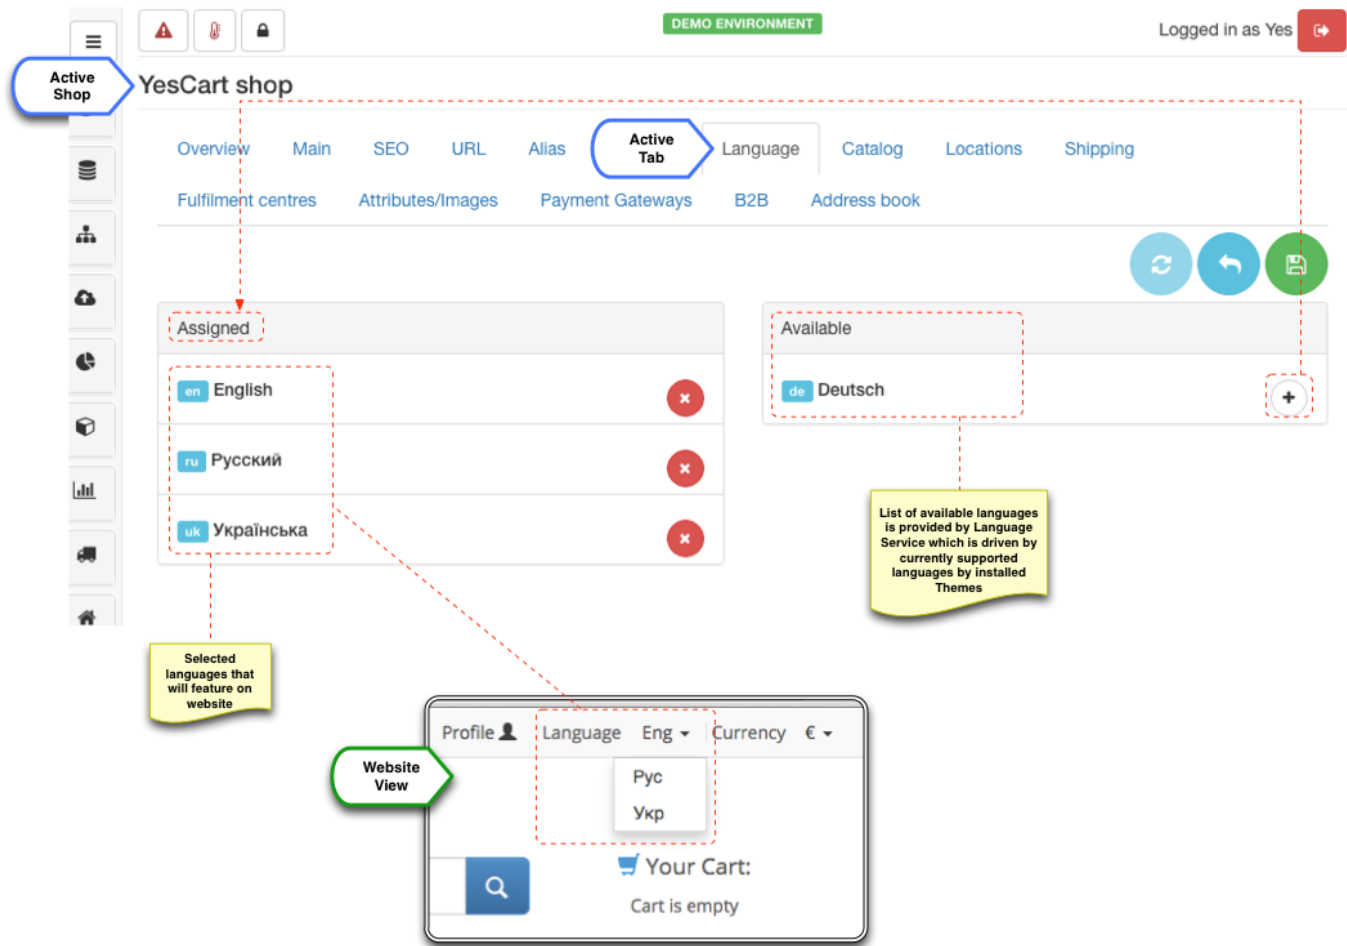 DEMO ENVIRONMENT
Logged in as Yes
Active
Shop
YesCart shop
Overview Main SEO URL Alias
Active
Tab
Language Catalog Locations Shipping
Fulfilment centres Attributes/Images Payment Gateways B2B Address book
Assigned
en English
ru Русский
uk Українська
Available
de Deutsch
List of available languages
is provided by Language
Service which is driven by
currently supported
languages by installed
Themes
Selected
languages that
will feature on
website
Website
View
Profile Language Eng Currency €
Рус
Укр
Your Cart:
Cart is empty